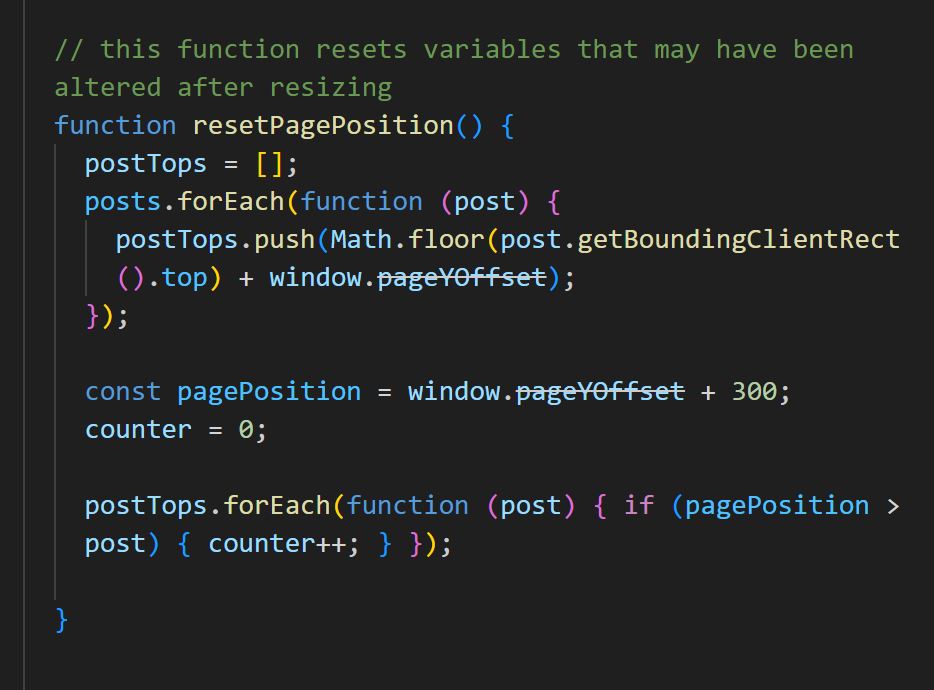 // this function resets variables that may have been
altered after resizing
function resetPagePosition() {
postTops = [];
posts.forEach(function (post) {
postTops.push(Math.floor(post.getBoundingClientRect
().top) + window.pageYOffset);
});
const pagePosition = window.pageYOffset + 300;
counter = 0;
postTops.forEach(function (post) { if (pagePosition >
post) { counter++; } });
}